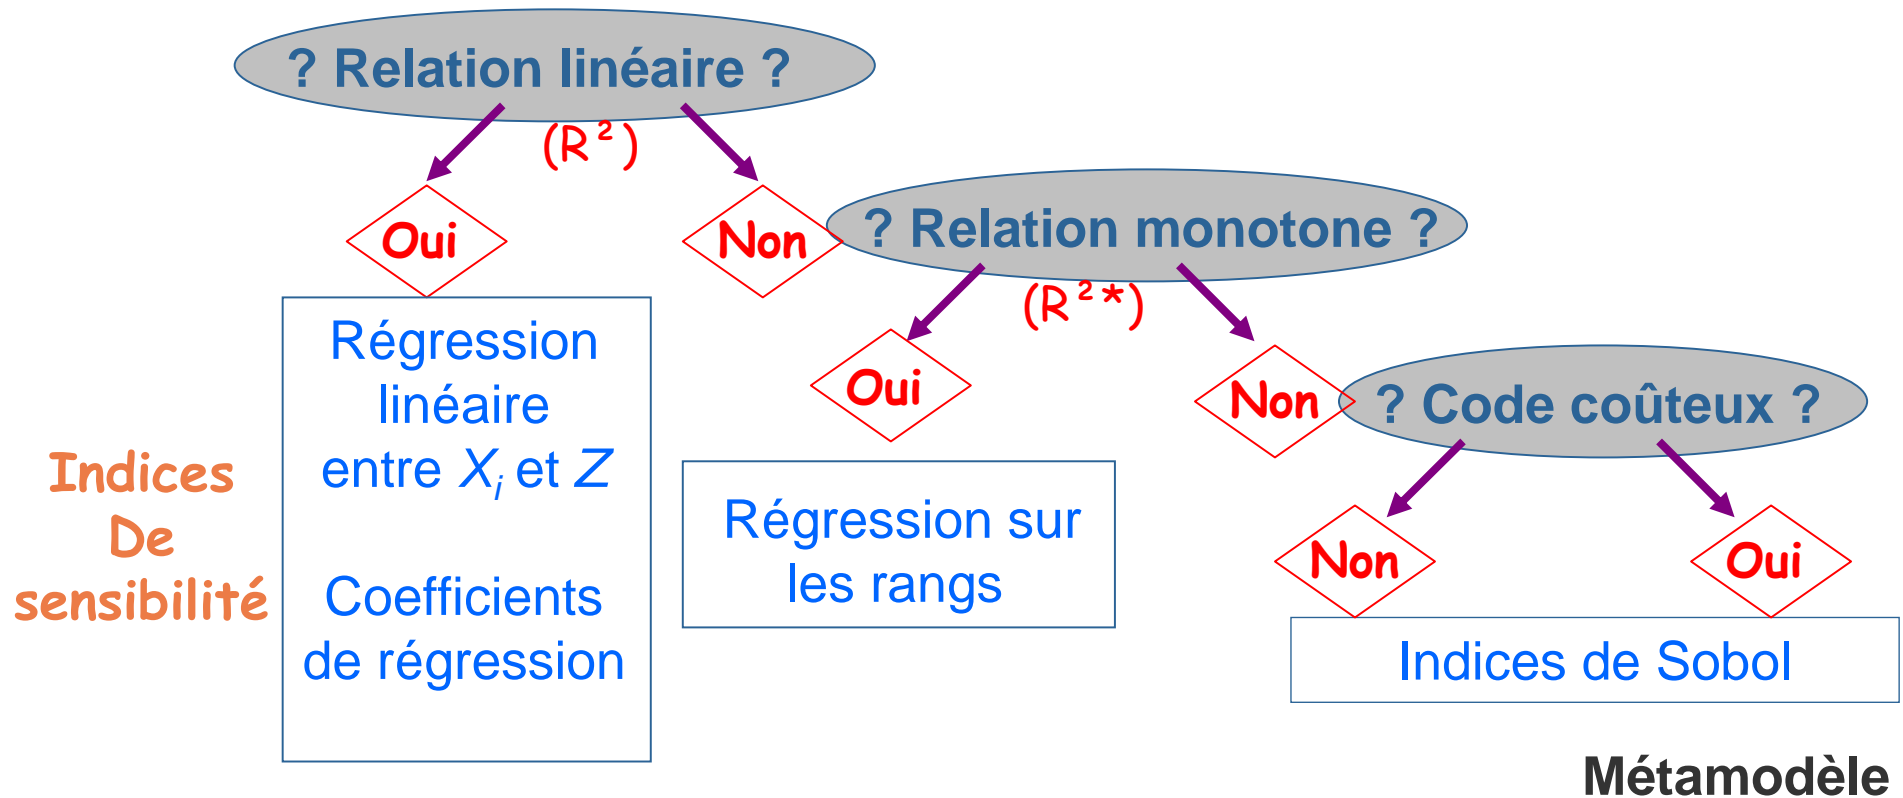 ? Relation linéaire ?
(R²)
Oui
Non
? Relation monotone ?
(R²*)
Oui
Non
? Code coûteux ?
Non
Oui
Indices
De
sensibilité
Régression
linéaire
entre Xi et Z
Coefficients
de régression
Régression sur
les rangs
Indices de Sobol
Métamodèle